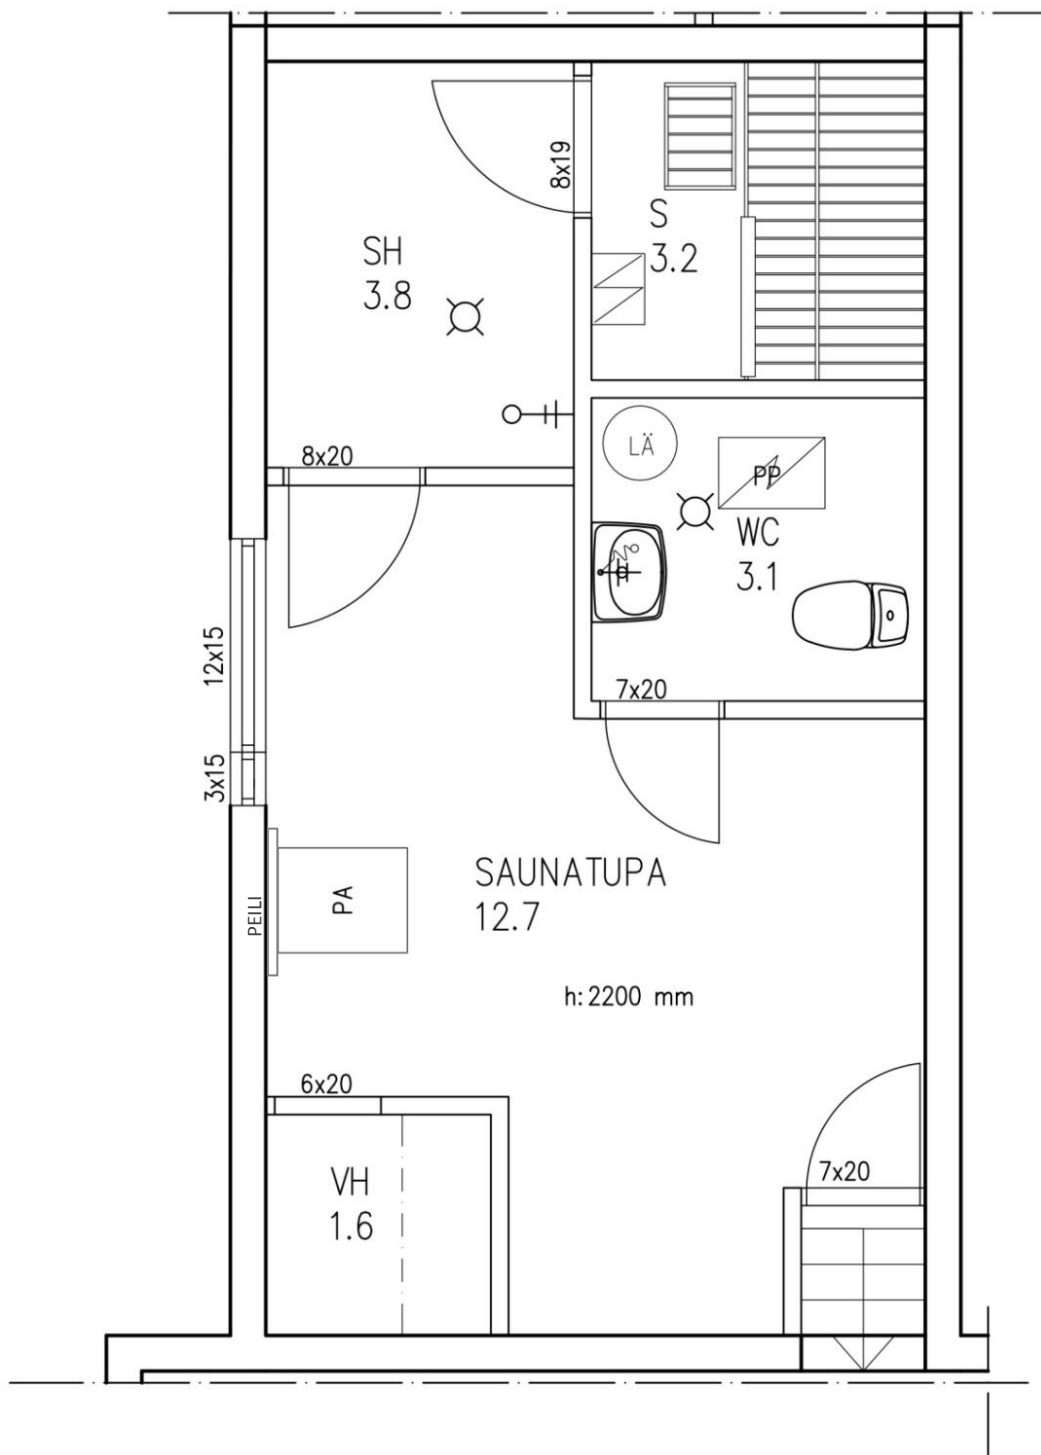 8x19
S
3.2
SH
3.8
LÄ
PP
8x20
WC
3.1
12x15
7x20
3x15
SAUNATUPA
12.7
PEILI
PA
h: 2200 mm
6x20
VH
1.6
7x20